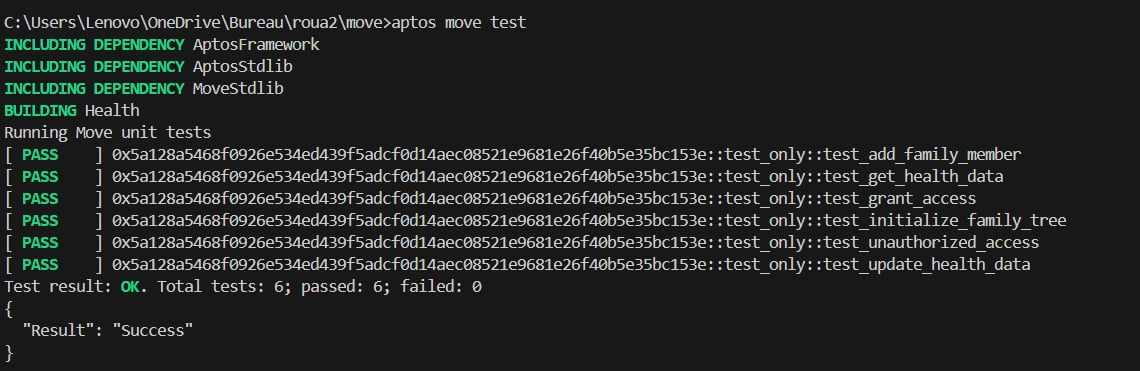 C:\Users\Lenovo\OneDrive\Bureau\roua2\move>aptos move test
INCLUDING DEPENDENCY AptosFramework
INCLUDING DEPENDENCY AptosStdlib
INCLUDING DEPENDENCY MoveStdlib
BUILDING Health
Running Move unit tests
[ PASS    ] 0x5a128a5468f0926e534ed439f5adcf0d14aec08521e9681e26f40b5e35bc153e::test_only::test_add_family_member
[ PASS    ] 0x5a128a5468f0926e534ed439f5adcf0d14aec08521e9681e26f40b5e35bc153e::test_only::test_get_health_data
[ PASS    ] 0x5a128a5468f0926e534ed439f5adcf0d14aec08521e9681e26f40b5e35bc153e::test_only::test_grant_access
[ PASS    ] 0x5a128a5468f0926e534ed439f5adcf0d14aec08521e9681e26f40b5e35bc153e::test_only::test_initialize_family_tree
[ PASS    ] 0x5a128a5468f0926e534ed439f5adcf0d14aec08521e9681e26f40b5e35bc153e::test_only::test_unauthorized_access
[ PASS    ] 0x5a128a5468f0926e534ed439f5adcf0d14aec08521e9681e26f40b5e35bc153e::test_only::test_update_health_data
Test result: OK. Total tests: 6; passed: 6; failed: 0
{
  "Result": "Success"
}